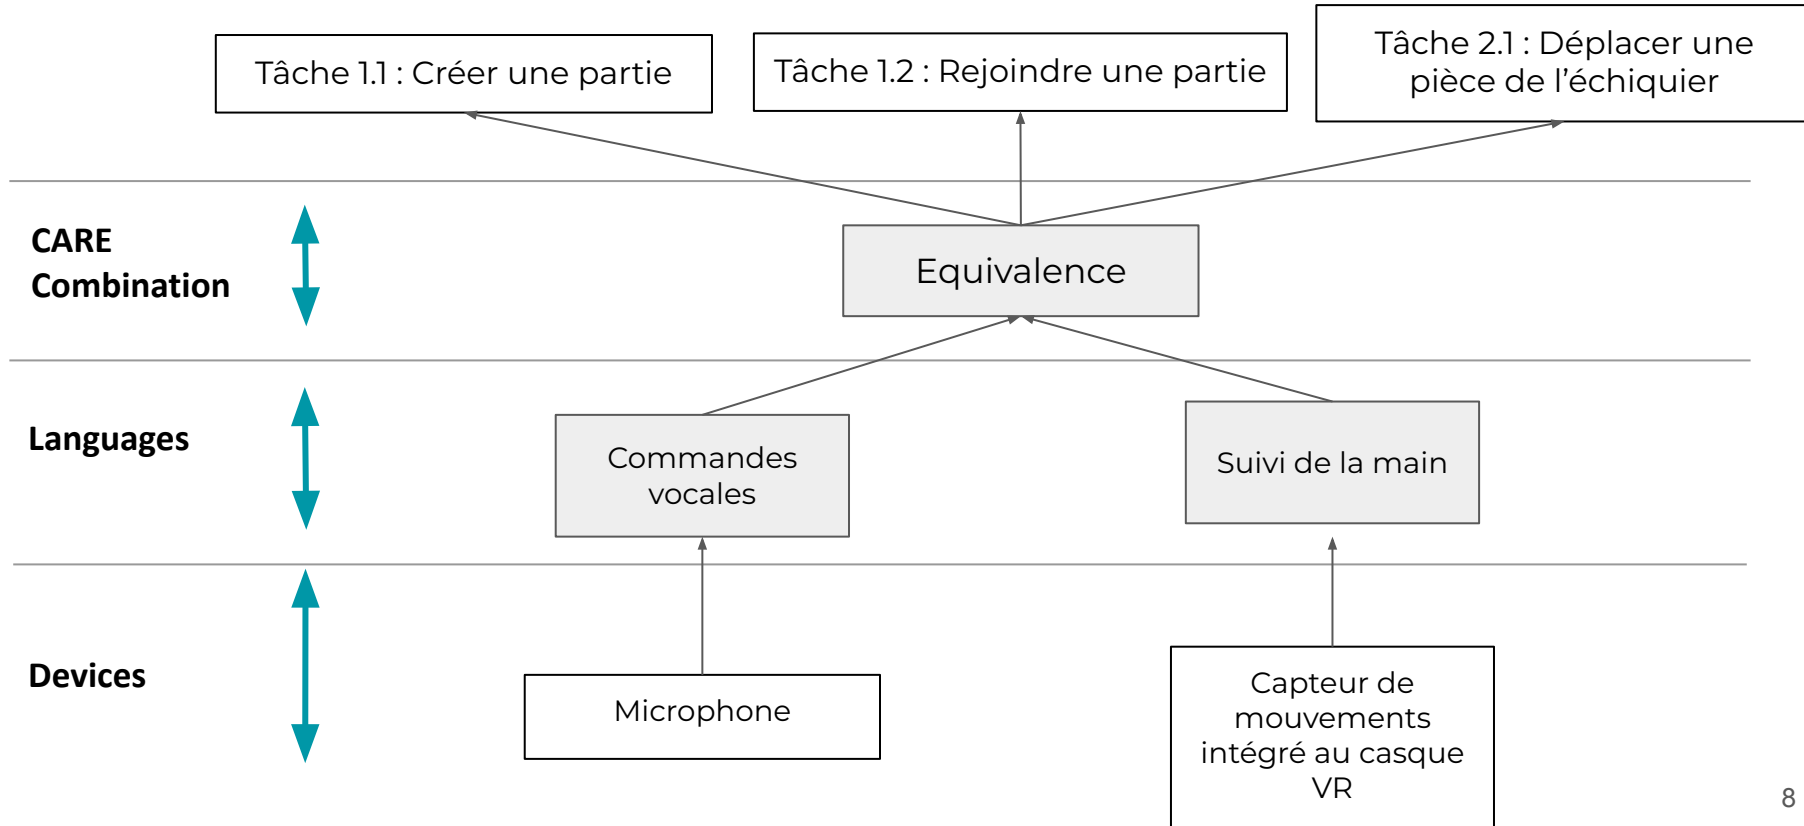 Tâche 1.1 : Créer une partie
Tâche 1.2 : Rejoindre une partie
Tâche 2.1 : Déplacer une
pièce de l’échiquier
CARE
Combination
Equivalence
Languages
Commandes
vocales
Suivi de la main
Devices
Microphone
Capteur de
mouvements
intégré au casque
VR
8